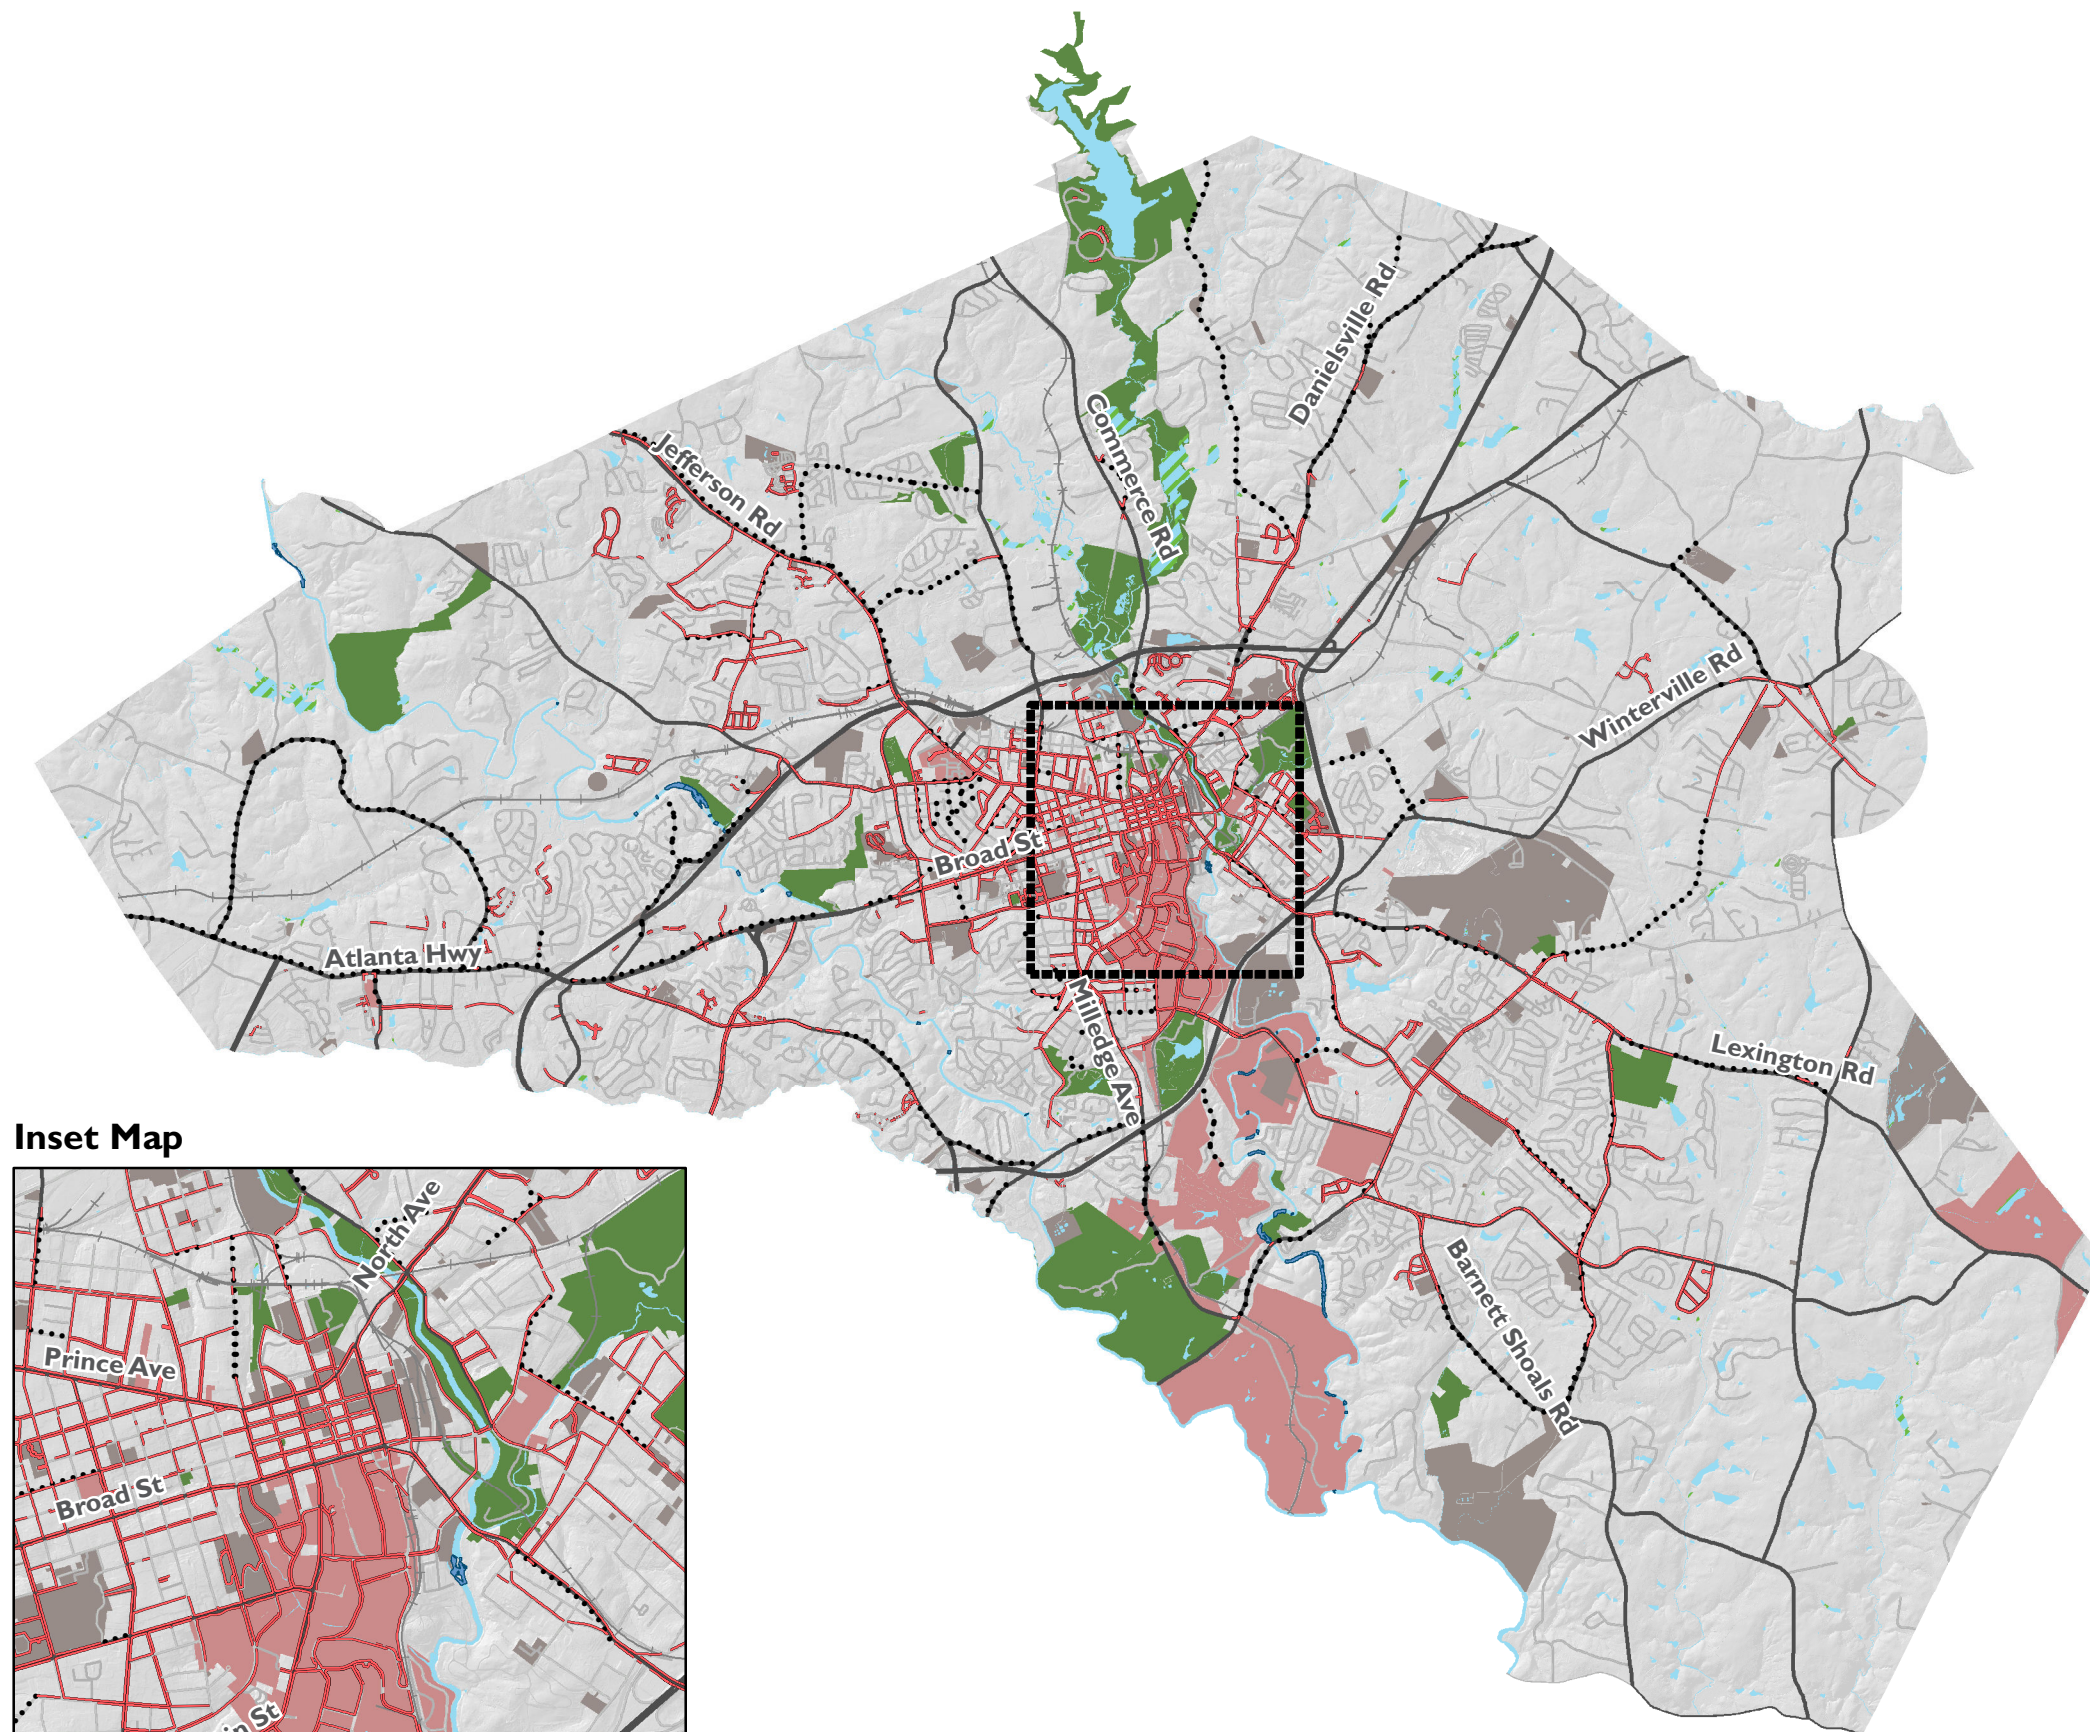 Jefferson Rd
Commerce Rd
Danielsville Rd
Winterville Rd
Broad St
Atlanta Hwy
Milledge Ave
Lexington Rd
Barnett Shoals Rd
Inset Map
North Ave
Prince Ave
Broad St
St